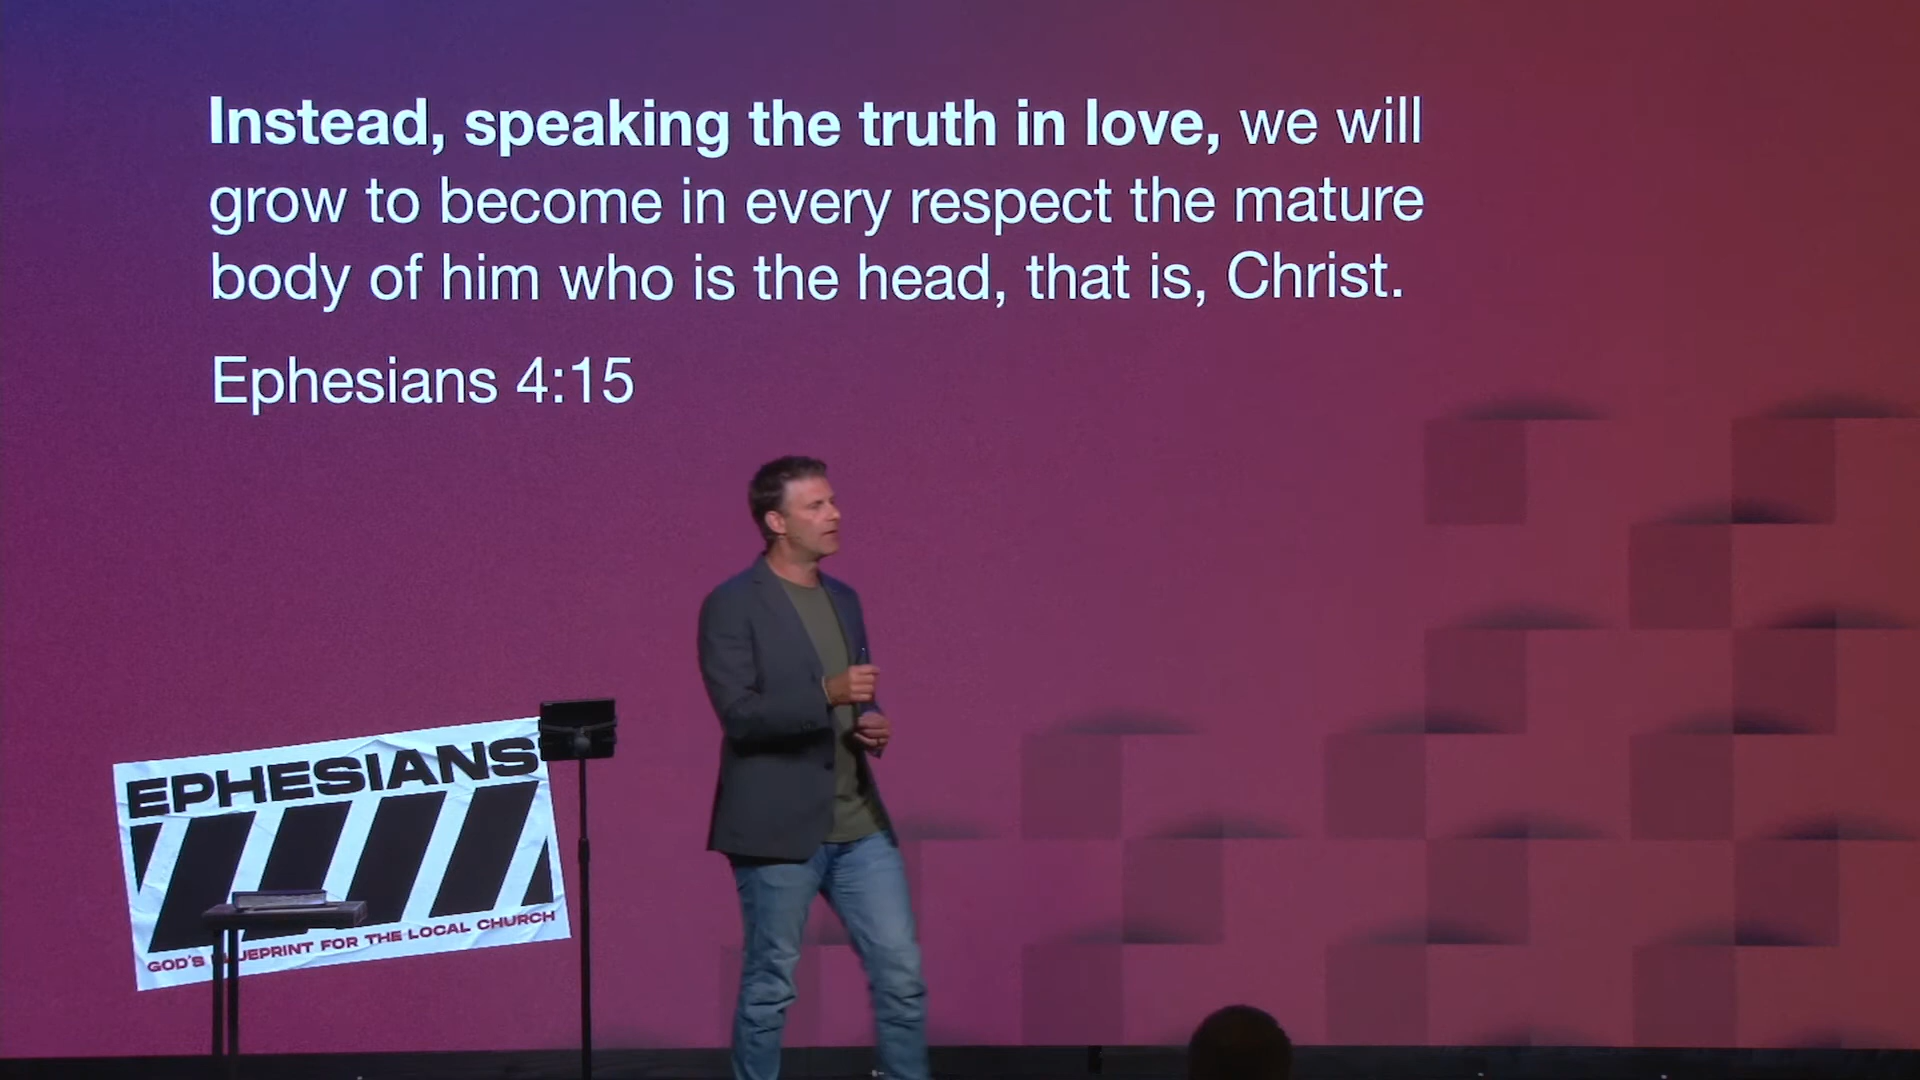 Instead, speaking the truth in love, we will
grow to become in every respect the mature
body of him who is the head, that is, Christ.
Ephesians 4:15
EPHESIANS
GOD'S UEPRINT FOR THE LOCAL CHURCH